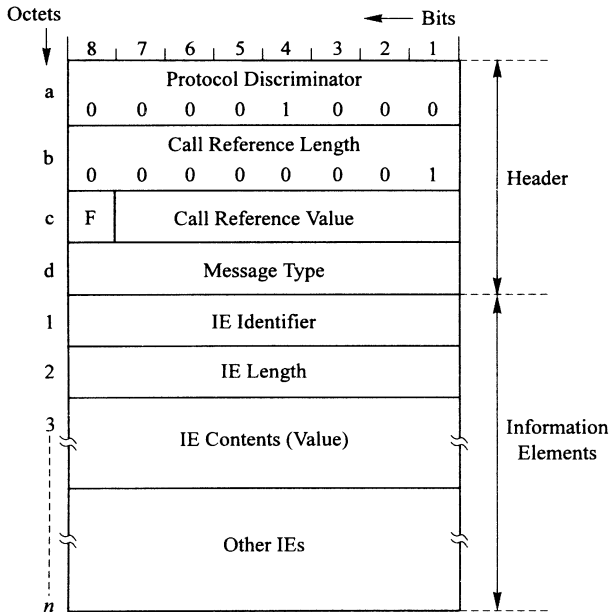 Octets
Bits
8 7 6 5 4 3 2 1
a
Protocol Discriminator
0 0 0 0 1 0 0 0
b
Call Reference Length
0 0 0 0 0 0 0 1
Header
c
F
Call Reference Value
d
Message Type
1
IE Identifier
2
IE Length
3
IE Contents (Value)
Information
Elements
Other IEs
n